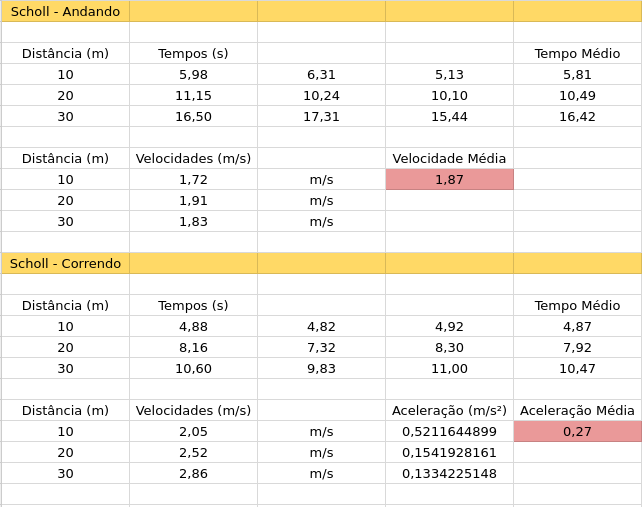 Scholl - Andando
Distância (m) Tempos (s) Tempo Médio
10 5,98 6,31 5,13 5,81
20 11,15 10,24 10,10 10,49
30 16,50 17,31 15,44 16,42
Distância (m) Velocidades (m/s) Velocidade Média
10 1,72 m/s 1,87
20 1,91 m/s
30 1,83 m/s
Scholl - Correndo
Distância (m) Tempos (s) Tempo Médio
10 4,88 4,82 4,92 4,87
20 8,16 7,32 8,30 7,92
30 10,60 9,83 11,00 10,47
Distância (m) Velocidades (m/s) Aceleração (m/s²) Aceleração Média
10 2,05 m/s 0,5211644899 0,27
20 2,52 m/s 0,1541928161
30 2,86 m/s 0,1334225148